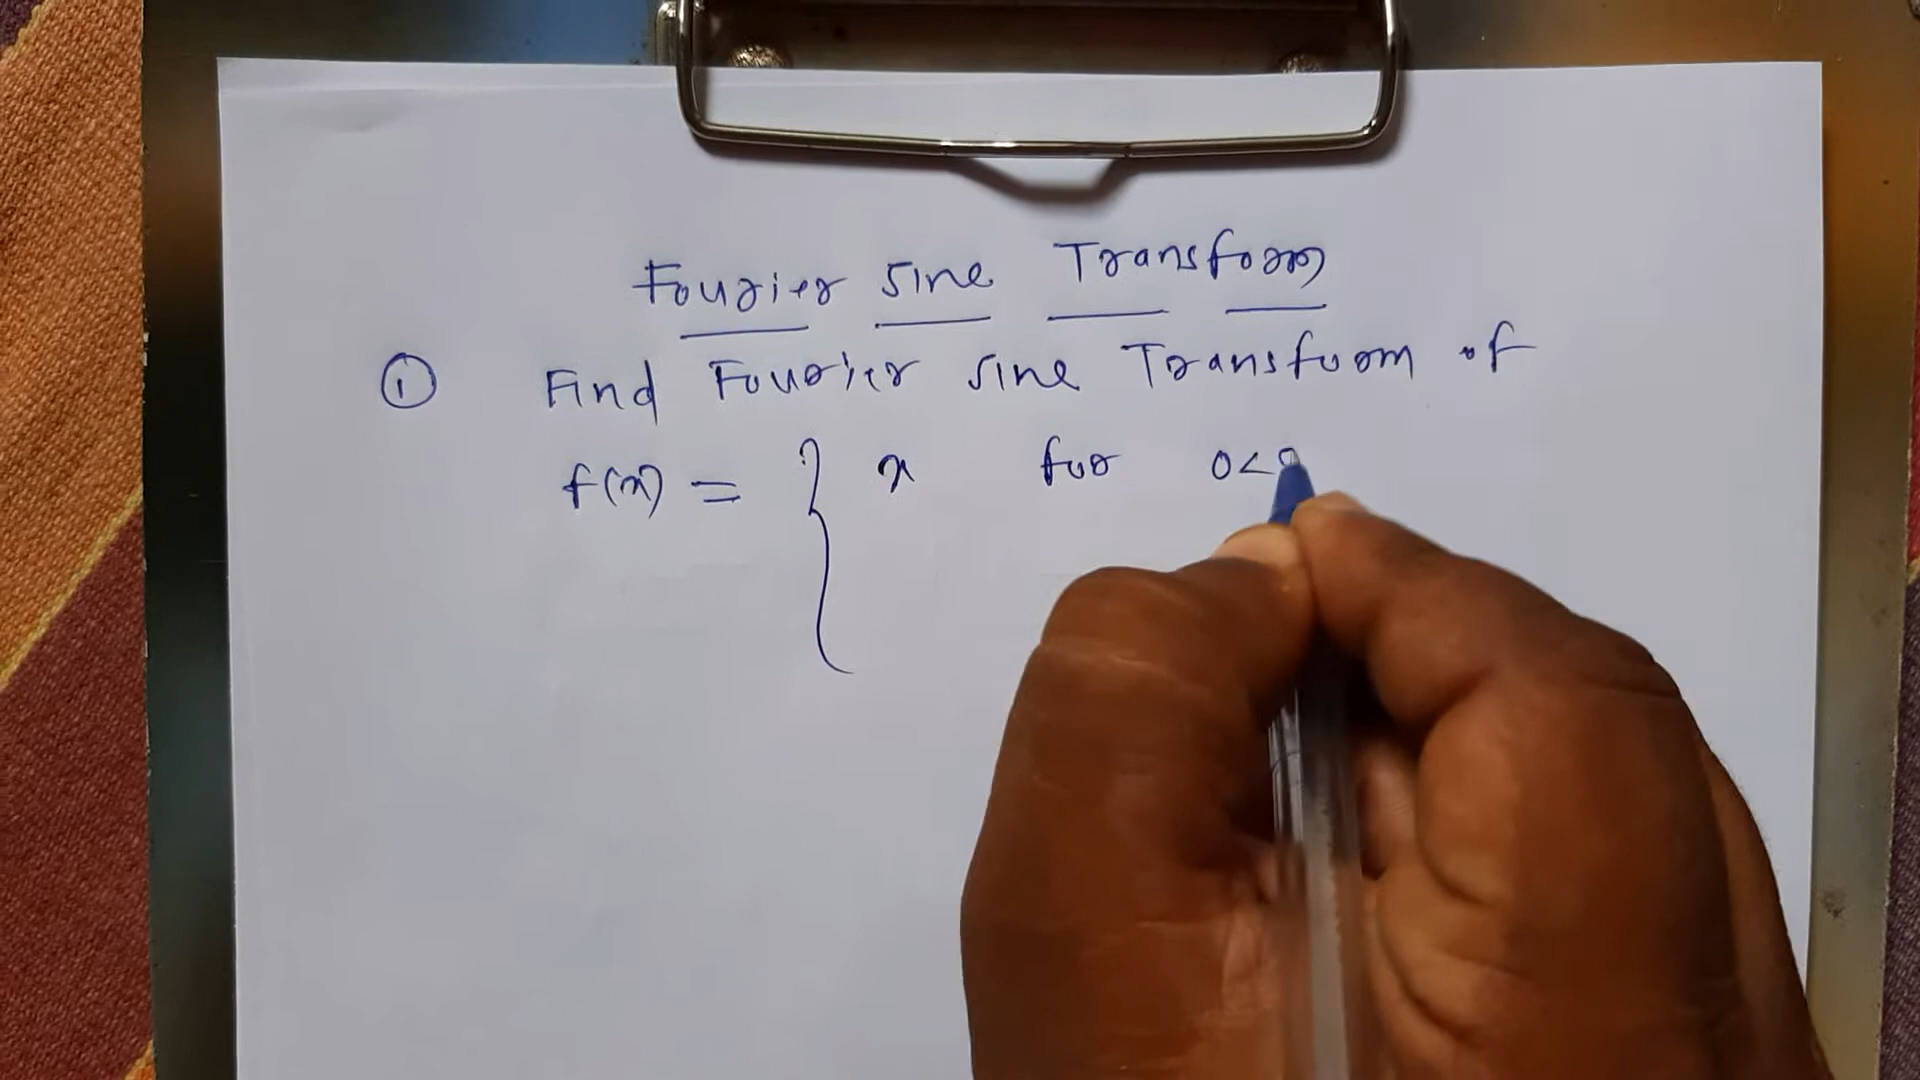 Fourier sine Transform
① Find Fourier sine Transform of
f(x) = { x for 0<